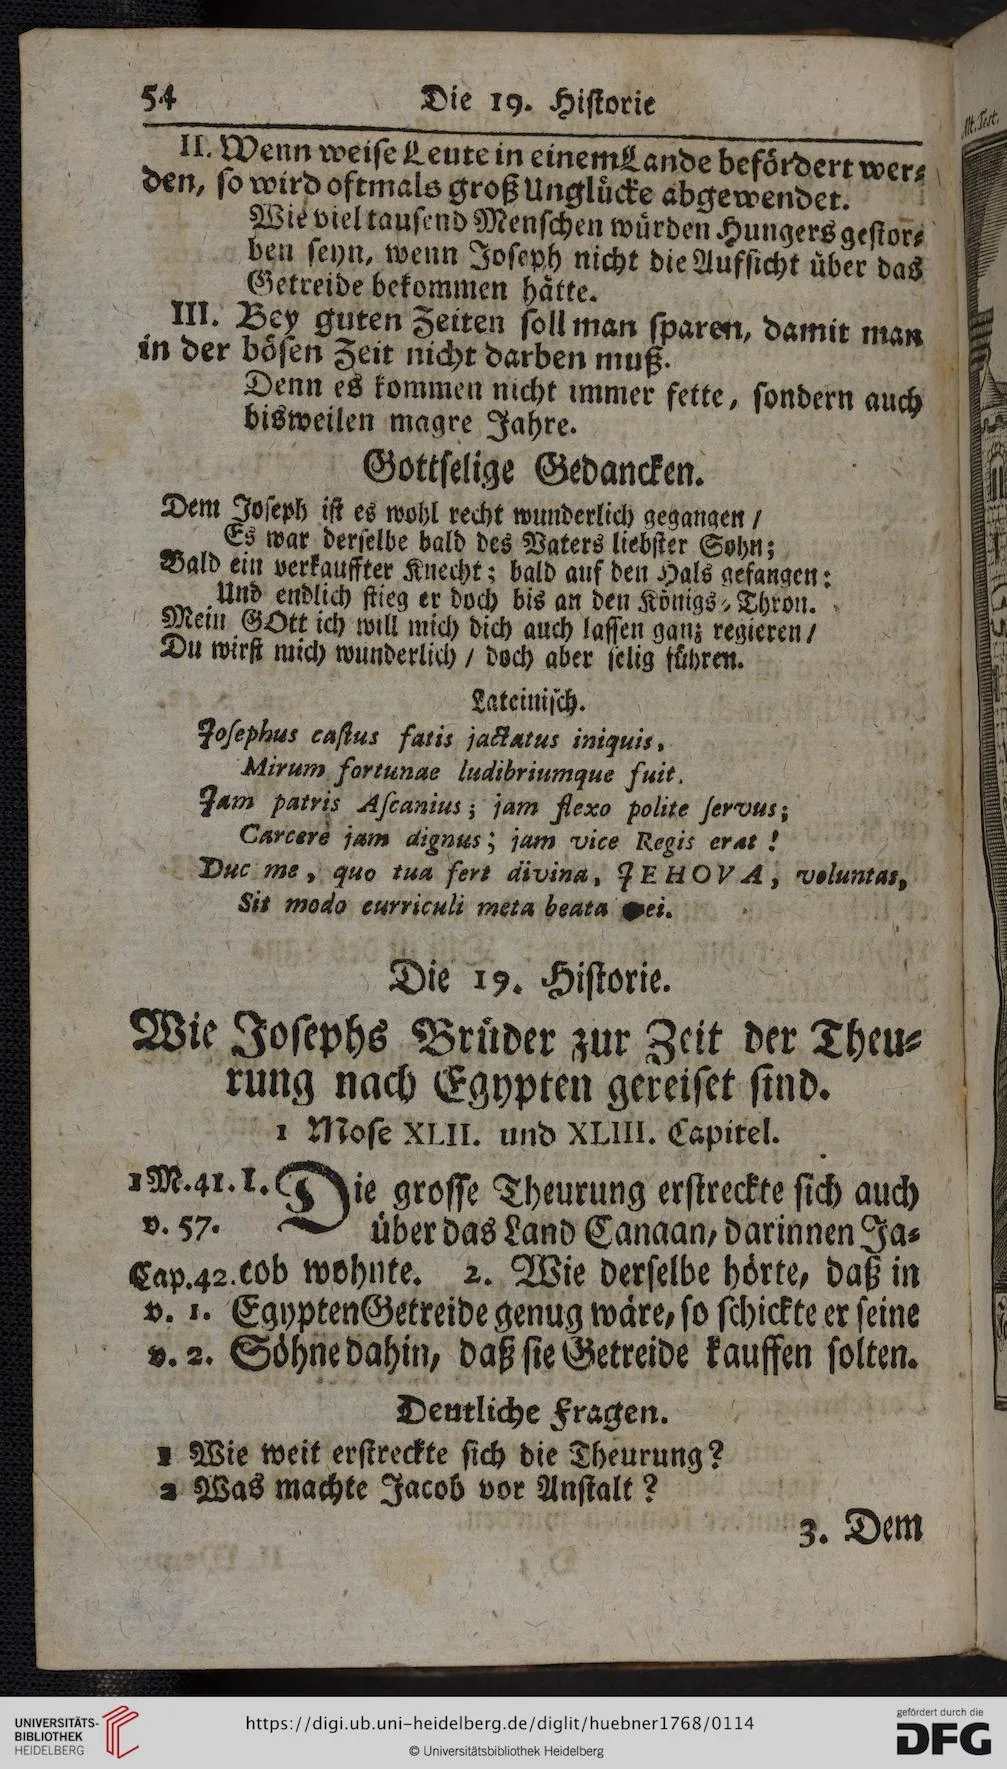 54 Die 19. Historie
II. Wenn weise Leute in einem Lande befördert wer⸗
den, so wird oftmals groß Unglücke abgewendet.
Wie viel tausend Menschen würden Hungers gestor⸗
ben seyn, wenn Joseph nicht die Aufsicht über das
Getreide bekommen hätte.
III. Bey guten Zeiten soll man sparen, damit man
in der bösen Zeit nicht darben muß.
Denn es kommen nicht immer fette, sondern auch
bisweilen magre Jahre.
Gottselige Gedancken.
Dem Joseph ist es wohl recht wunderlich gegangen /
Es war derselbe bald des Vaters liebster Sohn;
Bald ein verkauffter Knecht; bald auf den Hals gefangen:
Und endlich stieg er doch bis an den Königs⸗Thron.
Mein GOtt ich will mich dich auch lassen ganz regieren /
Du wirst mich wunderlich / doch aber selig führen.
Lateinisch.
Josephus castus fatis jactatus iniquis,
Mirum fortunae ludibriumque fuit.
Jam patris Ascanius; jam flexo polite servus;
Carcere jam dignus; jam vice Regis erat!
Duc me, quo tua fert divina, JEHOVA, voluntas,
Sit modo curriculi meta beata mei.
Die 19. Historie.
Wie Josephs Brüder zur Zeit der Theu⸗
rung nach Egypten gereiset sind.
1 Mose XLII. und XLIII. Capitel.
1 M. 41. I. Die grosse Theurung erstreckte sich auch
v. 57. über das Land Canaan, darinnen Ja⸗
Cap. 42. cob wohnte. 2. Wie derselbe hörte, daß in
v. 1. Egypten Getreide genug wäre, so schickte er seine
v. 2. Söhne dahin, daß sie Getreide kauffen solten.
Deutliche Fragen.
1 Wie weit erstreckte sich die Theurung?
2 Was machte Jacob vor Anstalt?
3. Dem
Alt. Test.
UNIVERSITÄTS-
BIBLIOTHEK
HEIDELBERG
https://digi.ub.uni-heidelberg.de/diglit/huebner1768/0114
© Universitätsbibliothek Heidelberg
gefördert durch die
DFG